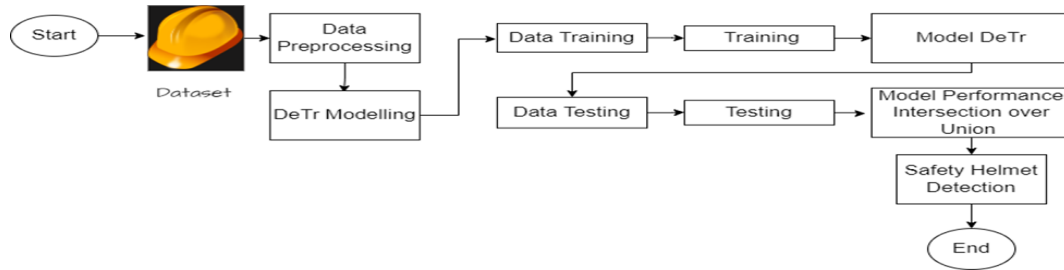 Start
Dataset
Data
Preprocessing
DeTr Modelling
Data Training
Training
Model DeTr
Data Testing
Testing
Model Performance
Intersection over
Union
Safety Helmet
Detection
End